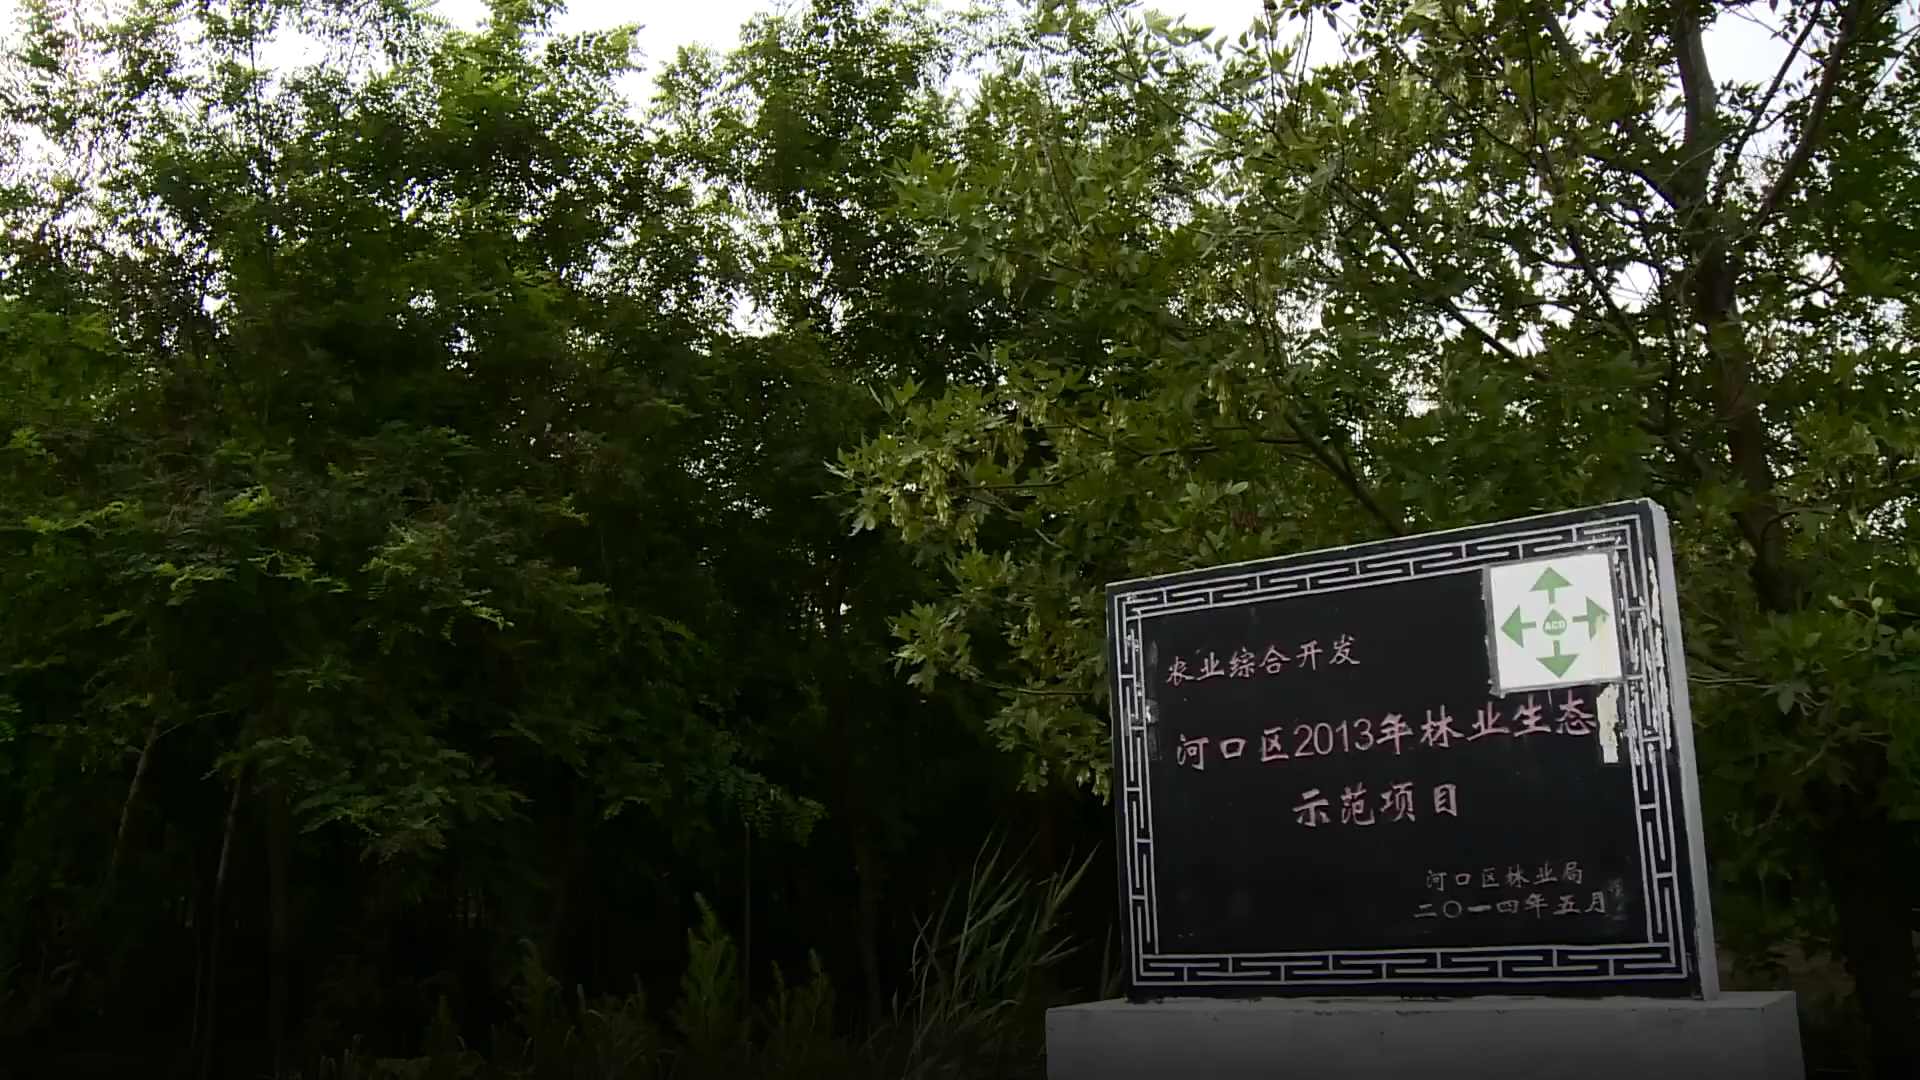 ACD
农业综合开发
河口区2013年林业生态
示范项目
河口区林业局
二〇一四年五月